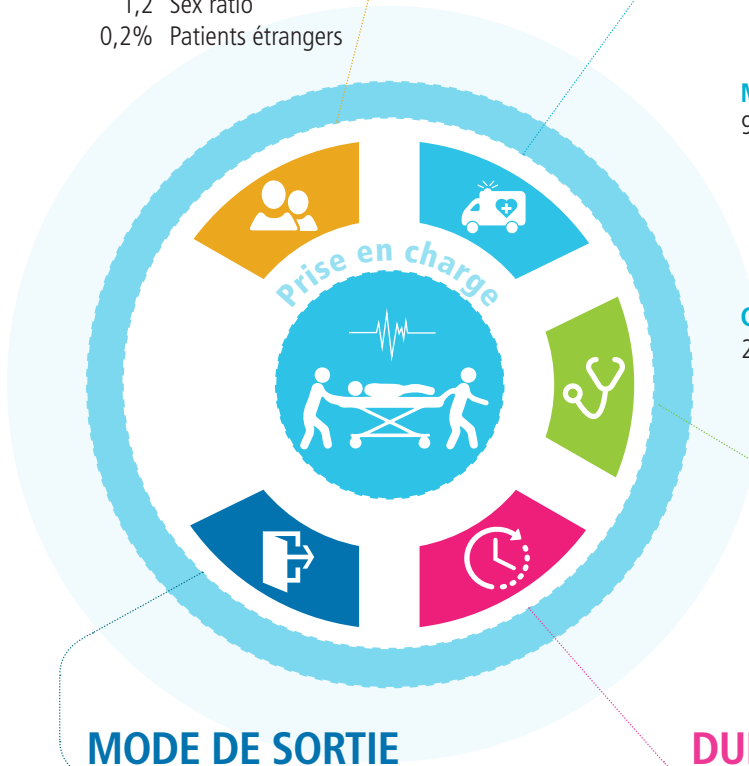 1,2 Sex ratio
0,2% Patients étrangers
Prise en charge
MODE DE SORTIE